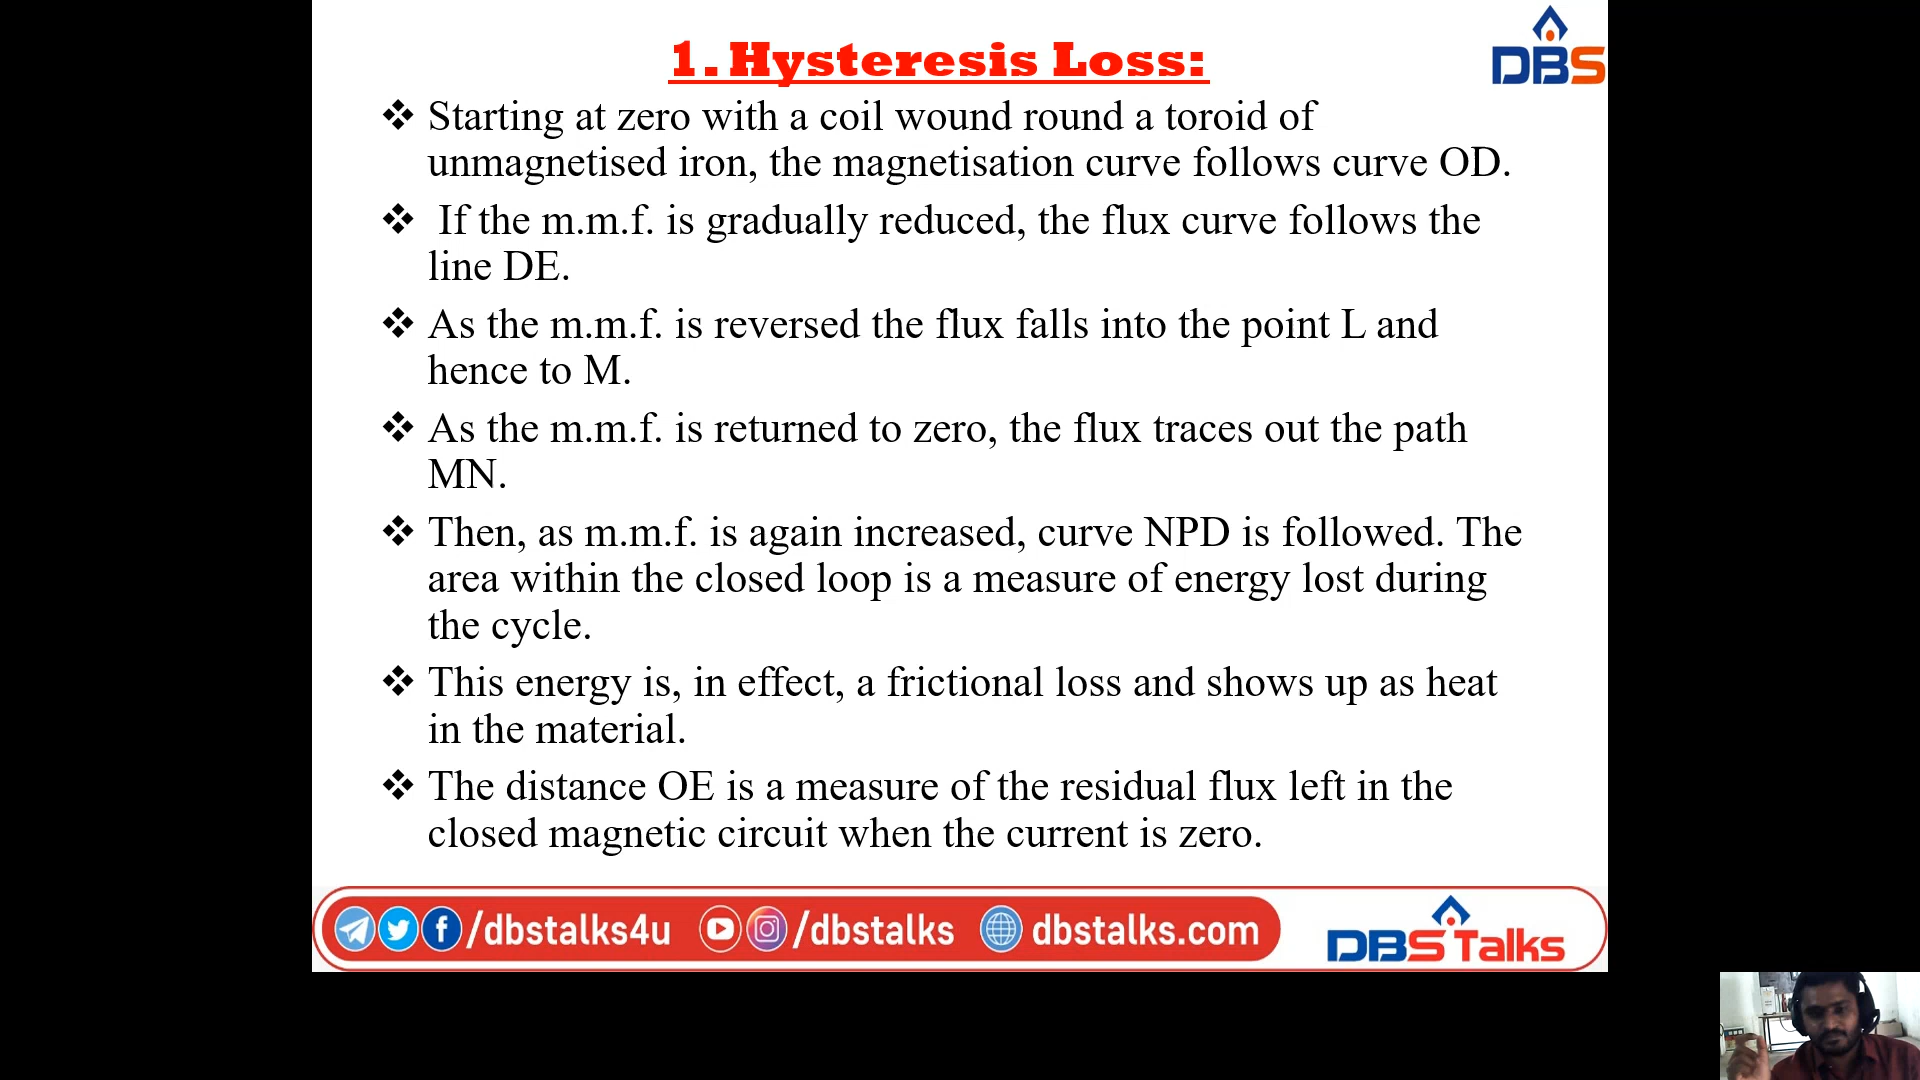 1. Hysteresis Loss:
DBS
❖ Starting at zero with a coil wound round a toroid of
unmagnetised iron, the magnetisation curve follows curve OD.
❖ If the m.m.f. is gradually reduced, the flux curve follows the
line DE.
❖ As the m.m.f. is reversed the flux falls into the point L and
hence to M.
❖ As the m.m.f. is returned to zero, the flux traces out the path
MN.
❖ Then, as m.m.f. is again increased, curve NPD is followed. The
area within the closed loop is a measure of energy lost during
the cycle.
❖ This energy is, in effect, a frictional loss and shows up as heat
in the material.
❖ The distance OE is a measure of the residual flux left in the
closed magnetic circuit when the current is zero.
/dbstalks4u /dbstalks dbstalks.com DBS Talks